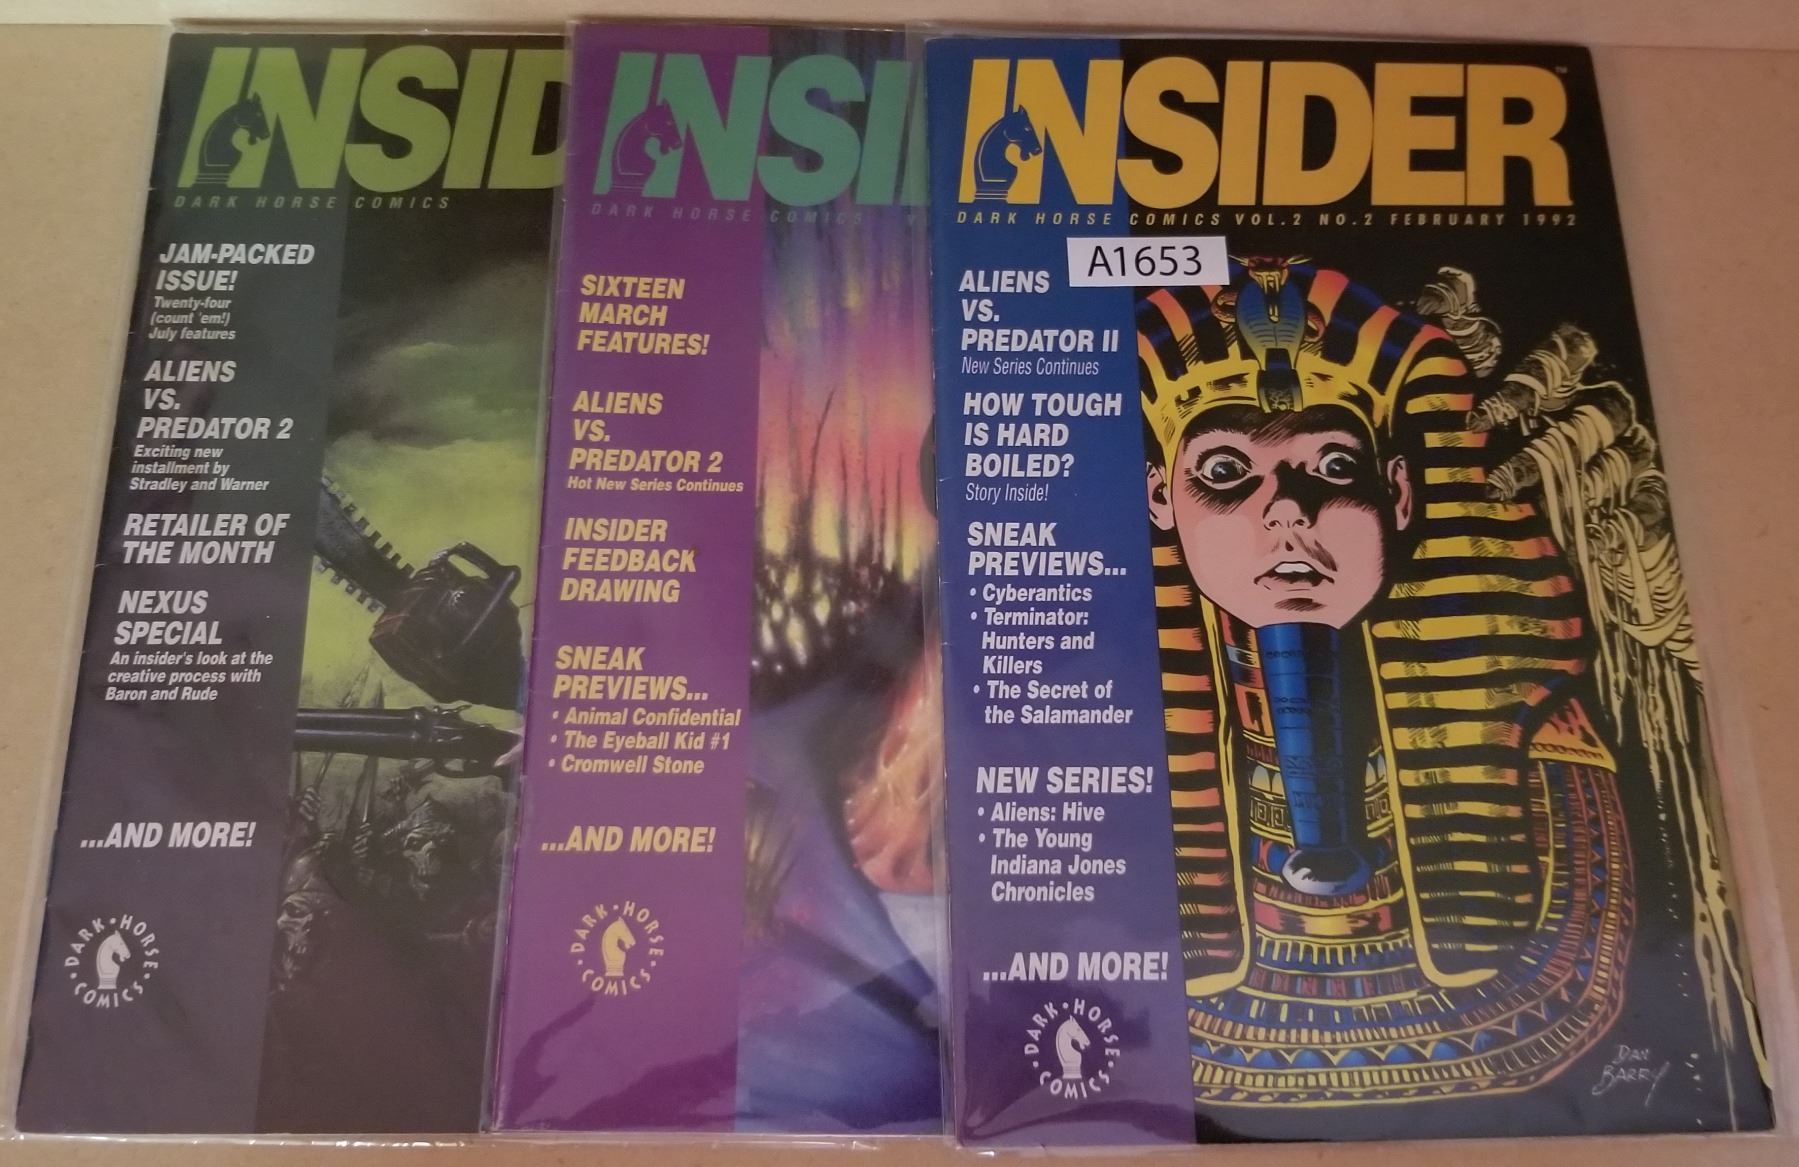 INSID
DARK HORSE COMICS
JAM-PACKED
ISSUE!
Twenty-four
(count 'em!)
July features
ALIENS
VS.
PREDATOR 2
Exciting new
installment by
Stradley and Warner
RETAILER OF
THE MONTH
NEXUS
SPECIAL
An insider's look at the
creative process with
Baron and Rude
...AND MORE!
DARK HORSE COMICS
INSI
DARK HORSE COMICS V
SIXTEEN
MARCH
FEATURES!
ALIENS
VS.
PREDATOR 2
Hot New Series Continues
INSIDER
FEEDBACK
DRAWING
SNEAK
PREVIEWS...
• Animal Confidential
• The Eyeball Kid #1
• Cromwell Stone
...AND MORE!
DARK HORSE COMICS
INSIDER™
DARK HORSE COMICS VOL.2 NO.2 FEBRUARY 1992
A1653
ALIENS
VS.
PREDATOR II
New Series Continues
HOW TOUGH
IS HARD
BOILED?
Story Inside!
SNEAK
PREVIEWS...
• Cyberantics
• Terminator:
Hunters and
Killers
• The Secret of
the Salamander
NEW SERIES!
• Aliens: Hive
• The Young
Indiana Jones
Chronicles
...AND MORE!
DARK HORSE COMICS
DAN
BARRY